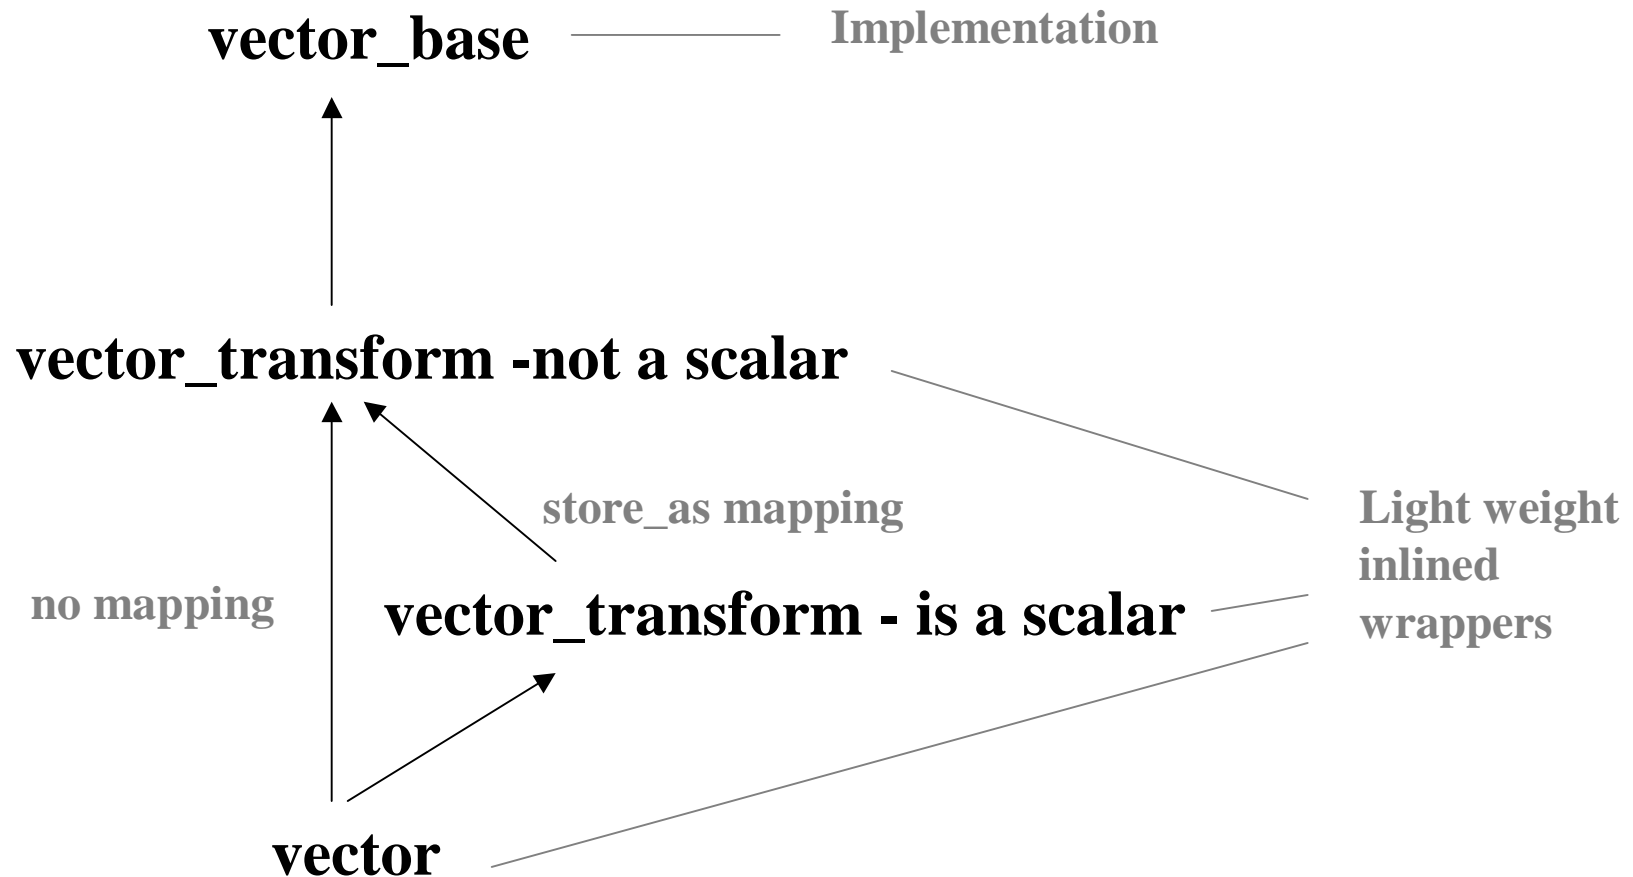 vector_base
Implementation
vector_transform -not a scalar
store_as mapping
Light weight
inlined
wrappers
no mapping
vector_transform - is a scalar
vector